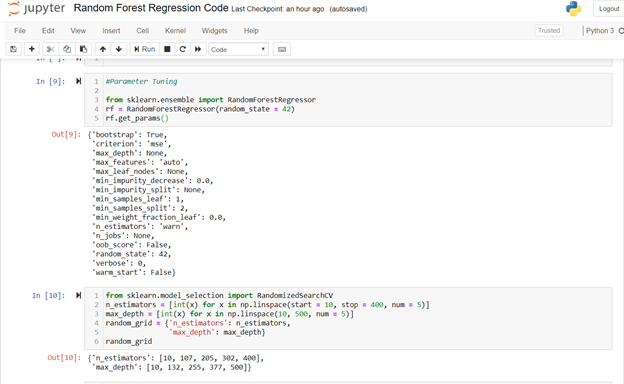 jupyter Random Forest Regression Code Last Checkpoint: an hour ago (autosaved)
Logout
File Edit View Insert Cell Kernel Widgets Help
Trusted
Python 3
Run
Code
In [9]:
1 #Parameter Tuning
2
3 from sklearn.ensemble import RandomForestRegressor
4 rf = RandomForestRegressor(random_state = 42)
5 rf.get_params()
Out[9]: {'bootstrap': True,
'criterion': 'mse',
'max_depth': None,
'max_features': 'auto',
'max_leaf_nodes': None,
'min_impurity_decrease': 0.0,
'min_impurity_split': None,
'min_samples_leaf': 1,
'min_samples_split': 2,
'min_weight_fraction_leaf': 0.0,
'n_estimators': 'warn',
'n_jobs': None,
'oob_score': False,
'random_state': 42,
'verbose': 0,
'warm_start': False}
In [10]:
1 from sklearn.model_selection import RandomizedSearchCV
2 n_estimators = [int(x) for x in np.linspace(start = 10, stop = 400, num = 5)]
3 max_depth = [int(x) for x in np.linspace(10, 500, num = 5)]
4 random_grid = {'n_estimators': n_estimators,
5 'max_depth': max_depth}
6 random_grid
Out[10]: {'n_estimators': [10, 107, 205, 302, 400],
'max_depth': [10, 132, 255, 377, 500]}